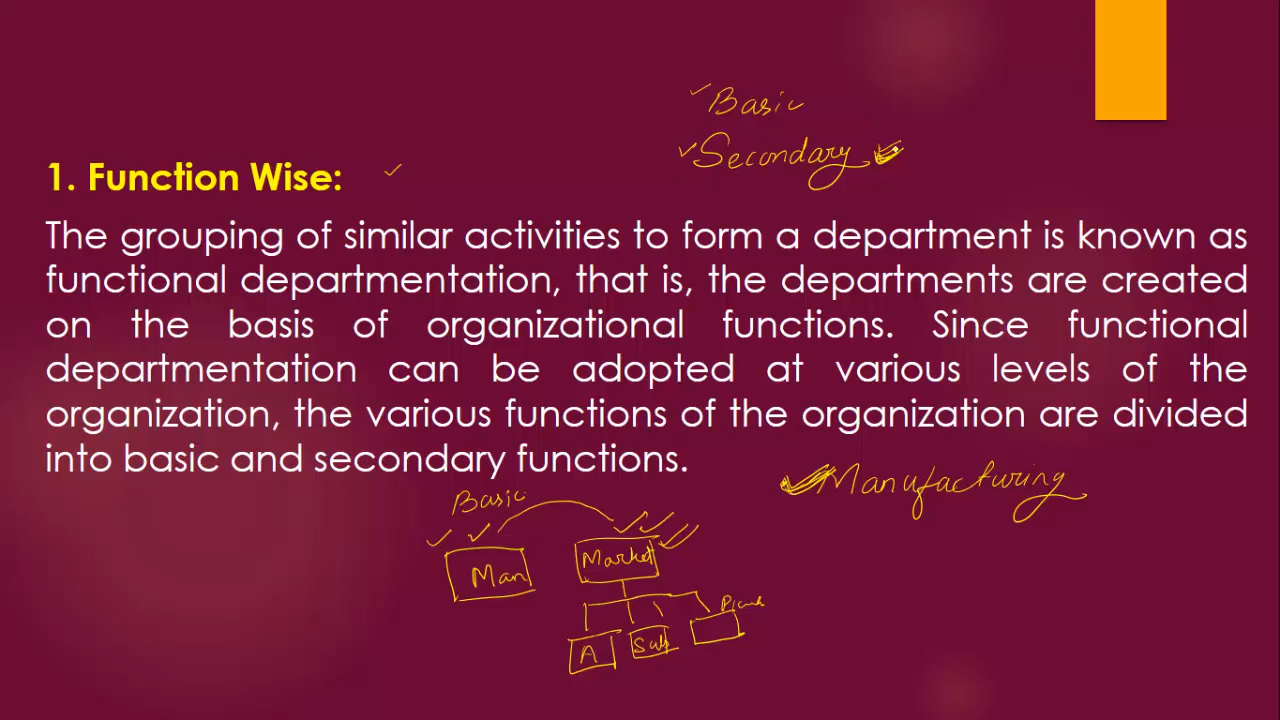 Basic
Secondary
1. Function Wise:
The grouping of similar activities to form a department is known as
functional departmentation, that is, the departments are created
on the basis of organizational functions. Since functional
departmentation can be adopted at various levels of the
organization, the various functions of the organization are divided
into basic and secondary functions.
Manufacturing
Basic
Man
Market
A